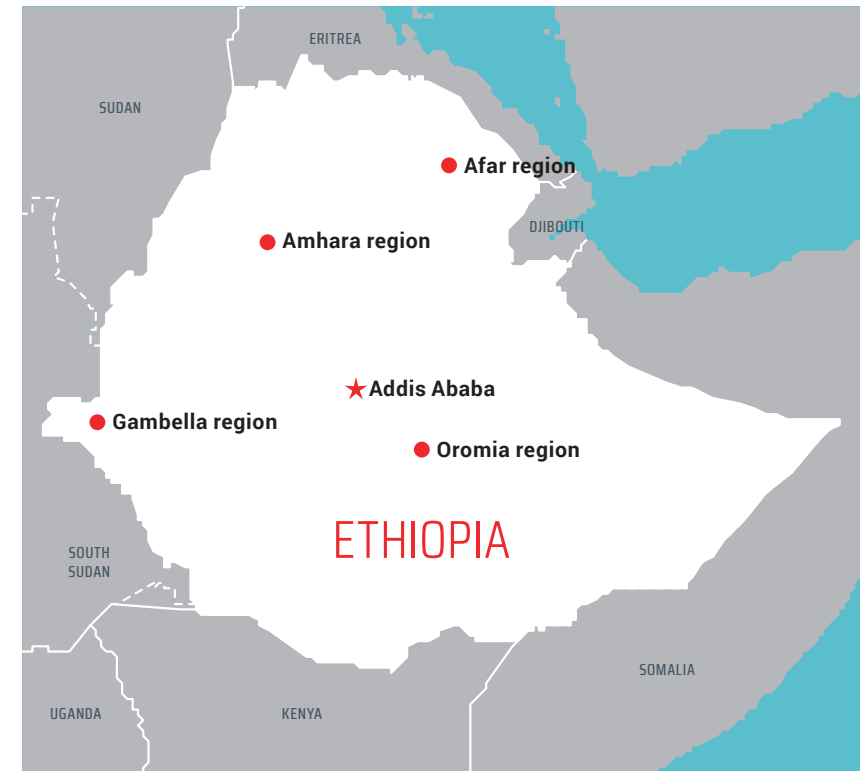 ERITREA
SUDAN
Afar region
DJIBOUTI
Amhara region
Addis Ababa
Gambella region
Oromia region
ETHIOPIA
SOUTH
SUDAN
SOMALIA
UGANDA
KENYA